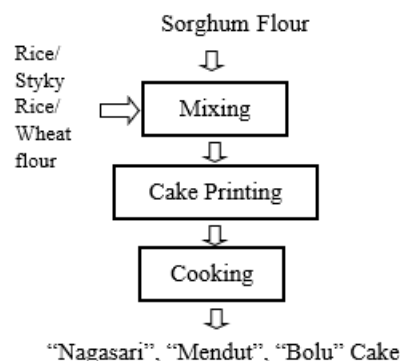 Sorghum Flour
Rice/
Styky
Rice/
Wheat
flour
Mixing
Cake Printing
Cooking
“Nagasari”, “Mendut”, “Bolu” Cake